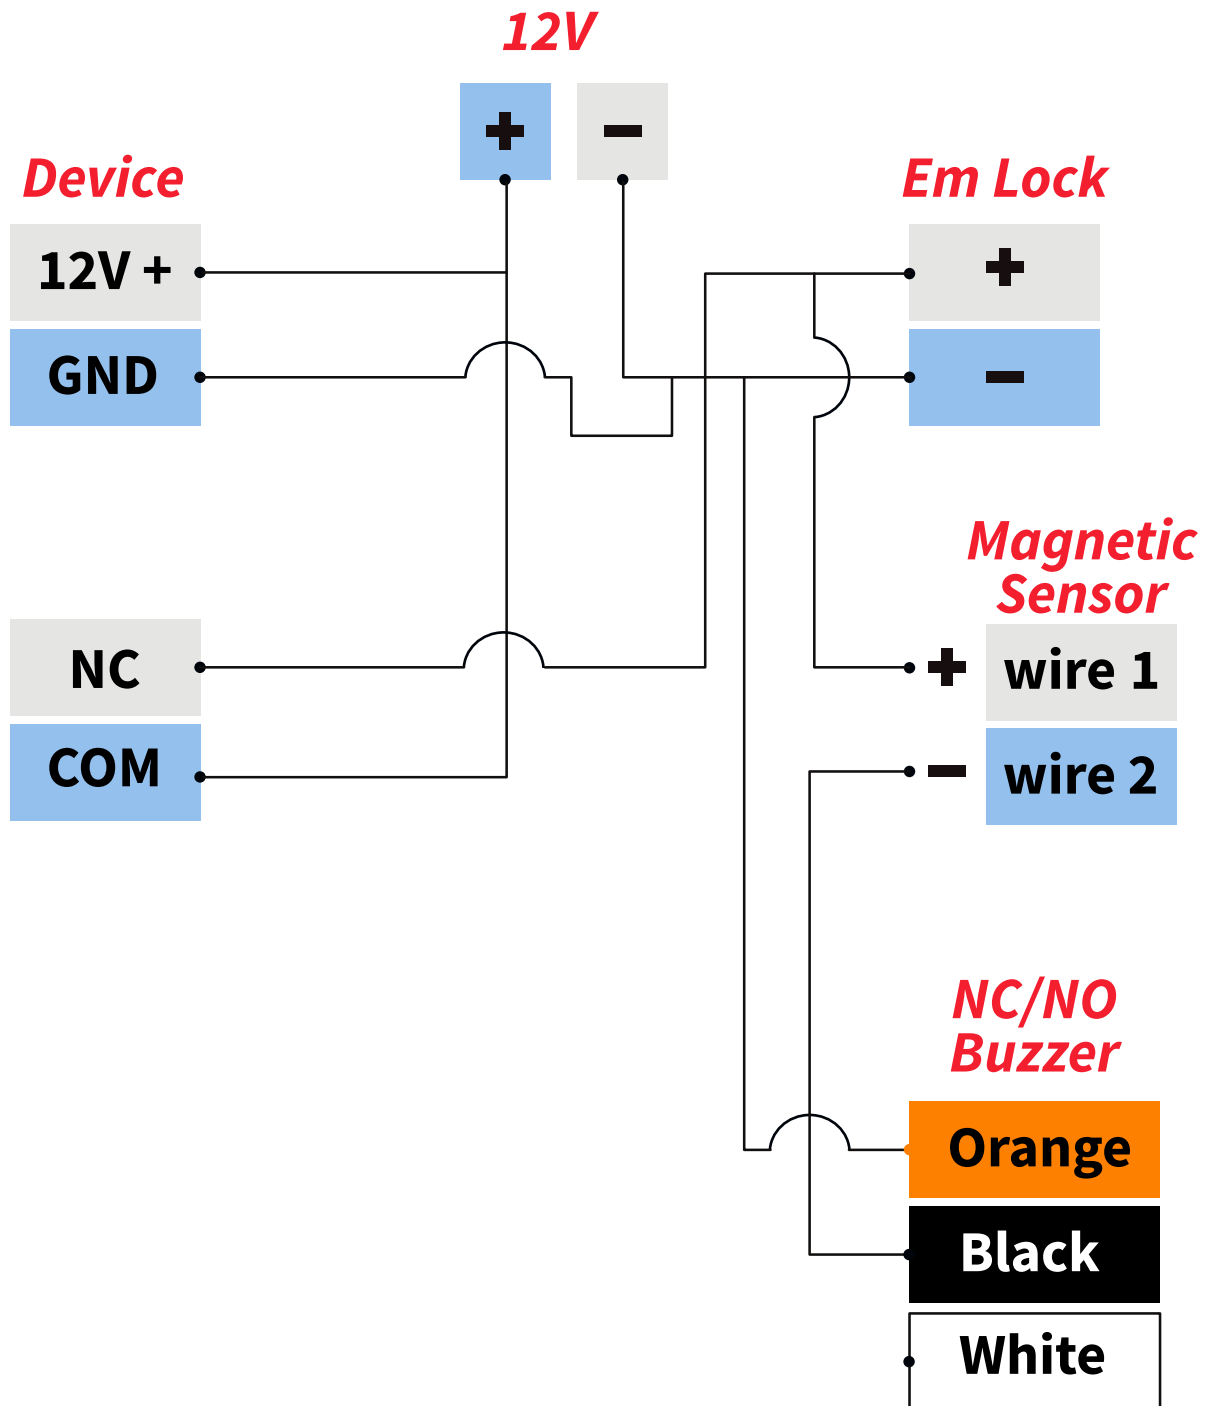 12V
+
−
Device
12V +
GND
NC
COM
Em Lock
+
−
Magnetic
Sensor
+ wire 1
− wire 2
NC/NO
Buzzer
Orange
Black
White